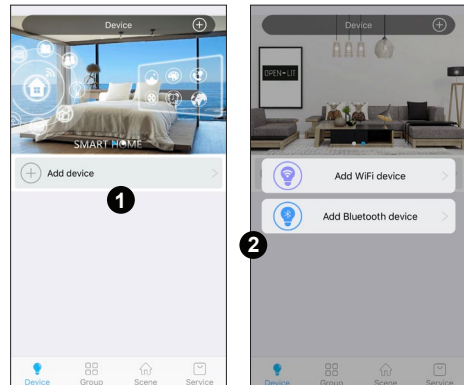 Device
SMART HOME
Add device
1
Device
Group
Scene
Service
Device
OPEN-LIT
Add WiFi device
Add Bluetooth device
2
Device
Group
Scene
Service